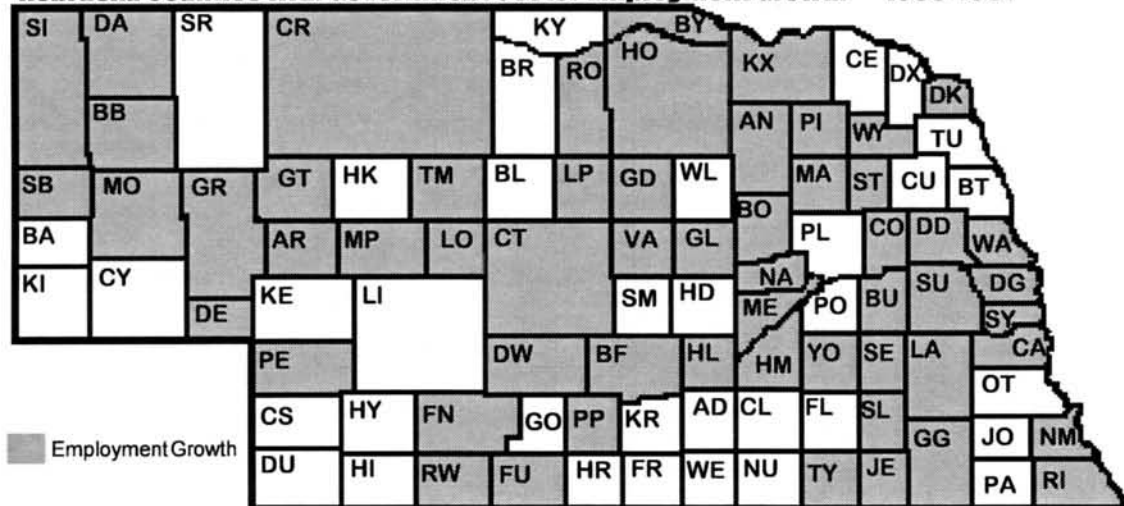 SI DA SR CR KY BY
BR RO HO KX CE DX
BB AN PI WY DK
TU
SB MO GR GT HK TM BL LP GD WL MA ST CU BT
BA AR MP LO CT VA GL BO PL CO DD WA
KI CY DE KE LI SM HD NA ME PO BU SU DG
SY
PE DW BF HL HM YO SE LA CA
OT
CS HY FN GO PP KR AD CL FL SL GG JO NM
DU HI RW FU HR FR WE NU TY JE PA RI
Employment Growth